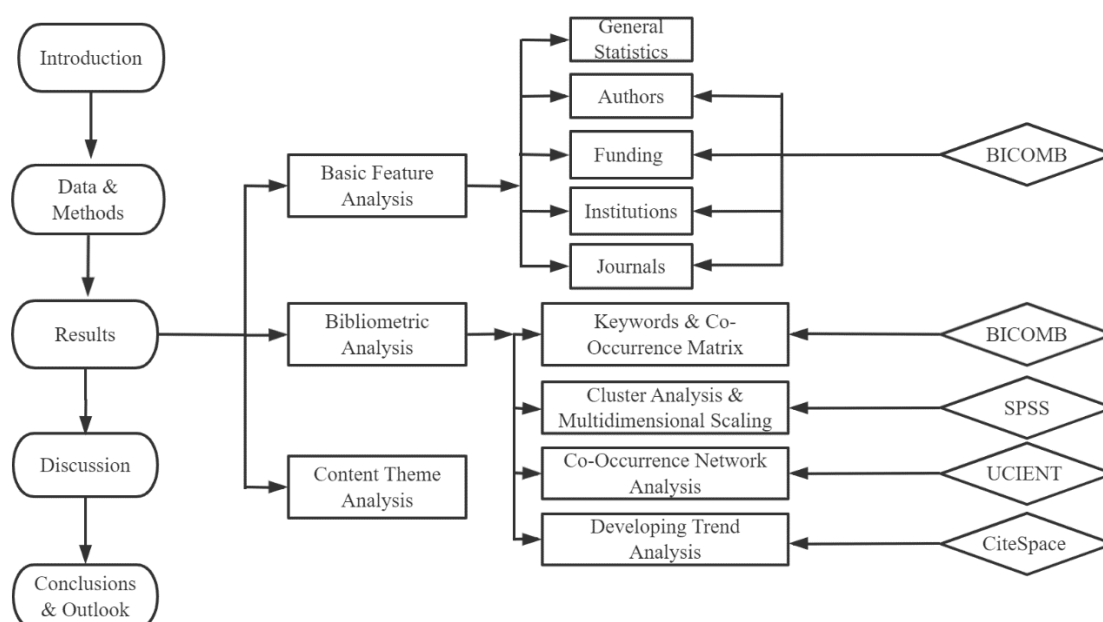 Introduction
Data &
Methods
Results
Discussion
Conclusions
& Outlook
Basic Feature
Analysis
Bibliometric
Analysis
Content Theme
Analysis
General
Statistics
Authors
Funding
Institutions
Journals
Keywords & Co-
Occurrence Matrix
Cluster Analysis &
Multidimensional Scaling
Co-Occurrence Network
Analysis
Developing Trend
Analysis
BICOMB
BICOMB
SPSS
UCIENT
CiteSpace